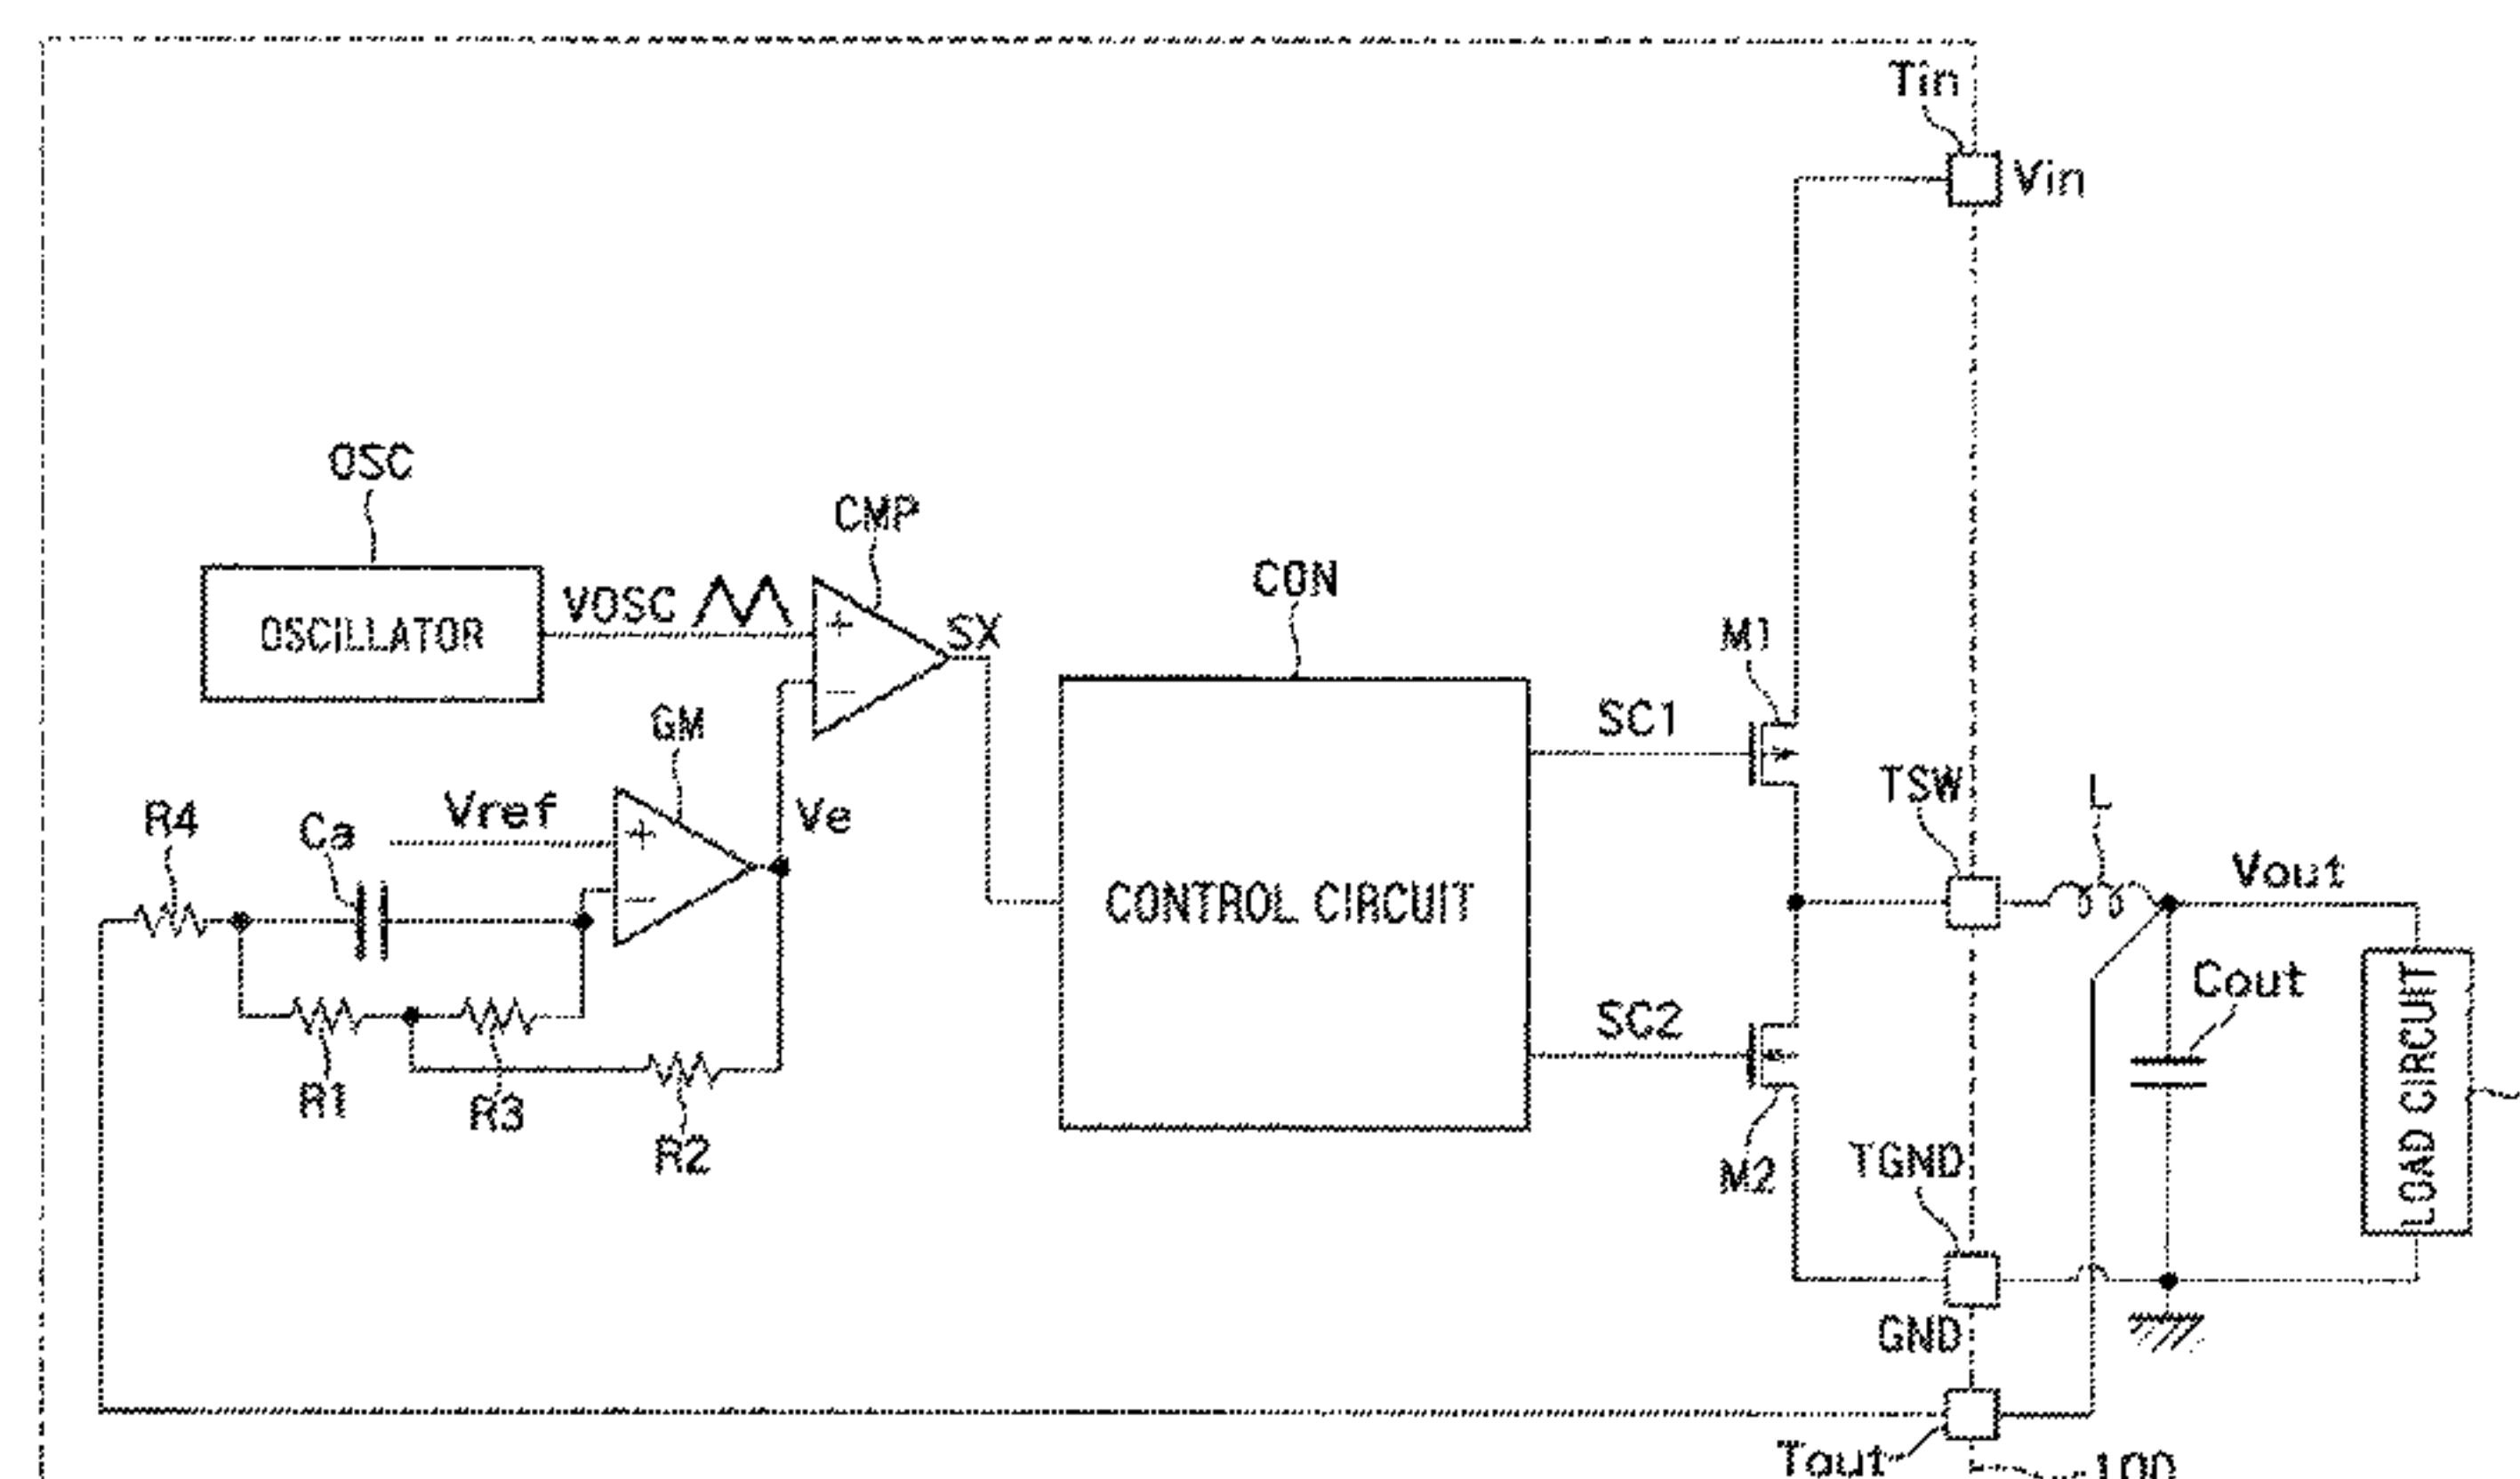 Tin
Vin
OSC
OSCILLATOR
VOSC
+
−
CMP
SX
CON
CONTROL CIRCUIT
SC1
SC2
M1
M2
GM
Vref
+
−
Ve
R4
Ca
R1
R3
R2
TSW
L
Vout
Cout
LOAD CIRCUIT
TGND
GND
Tout
100